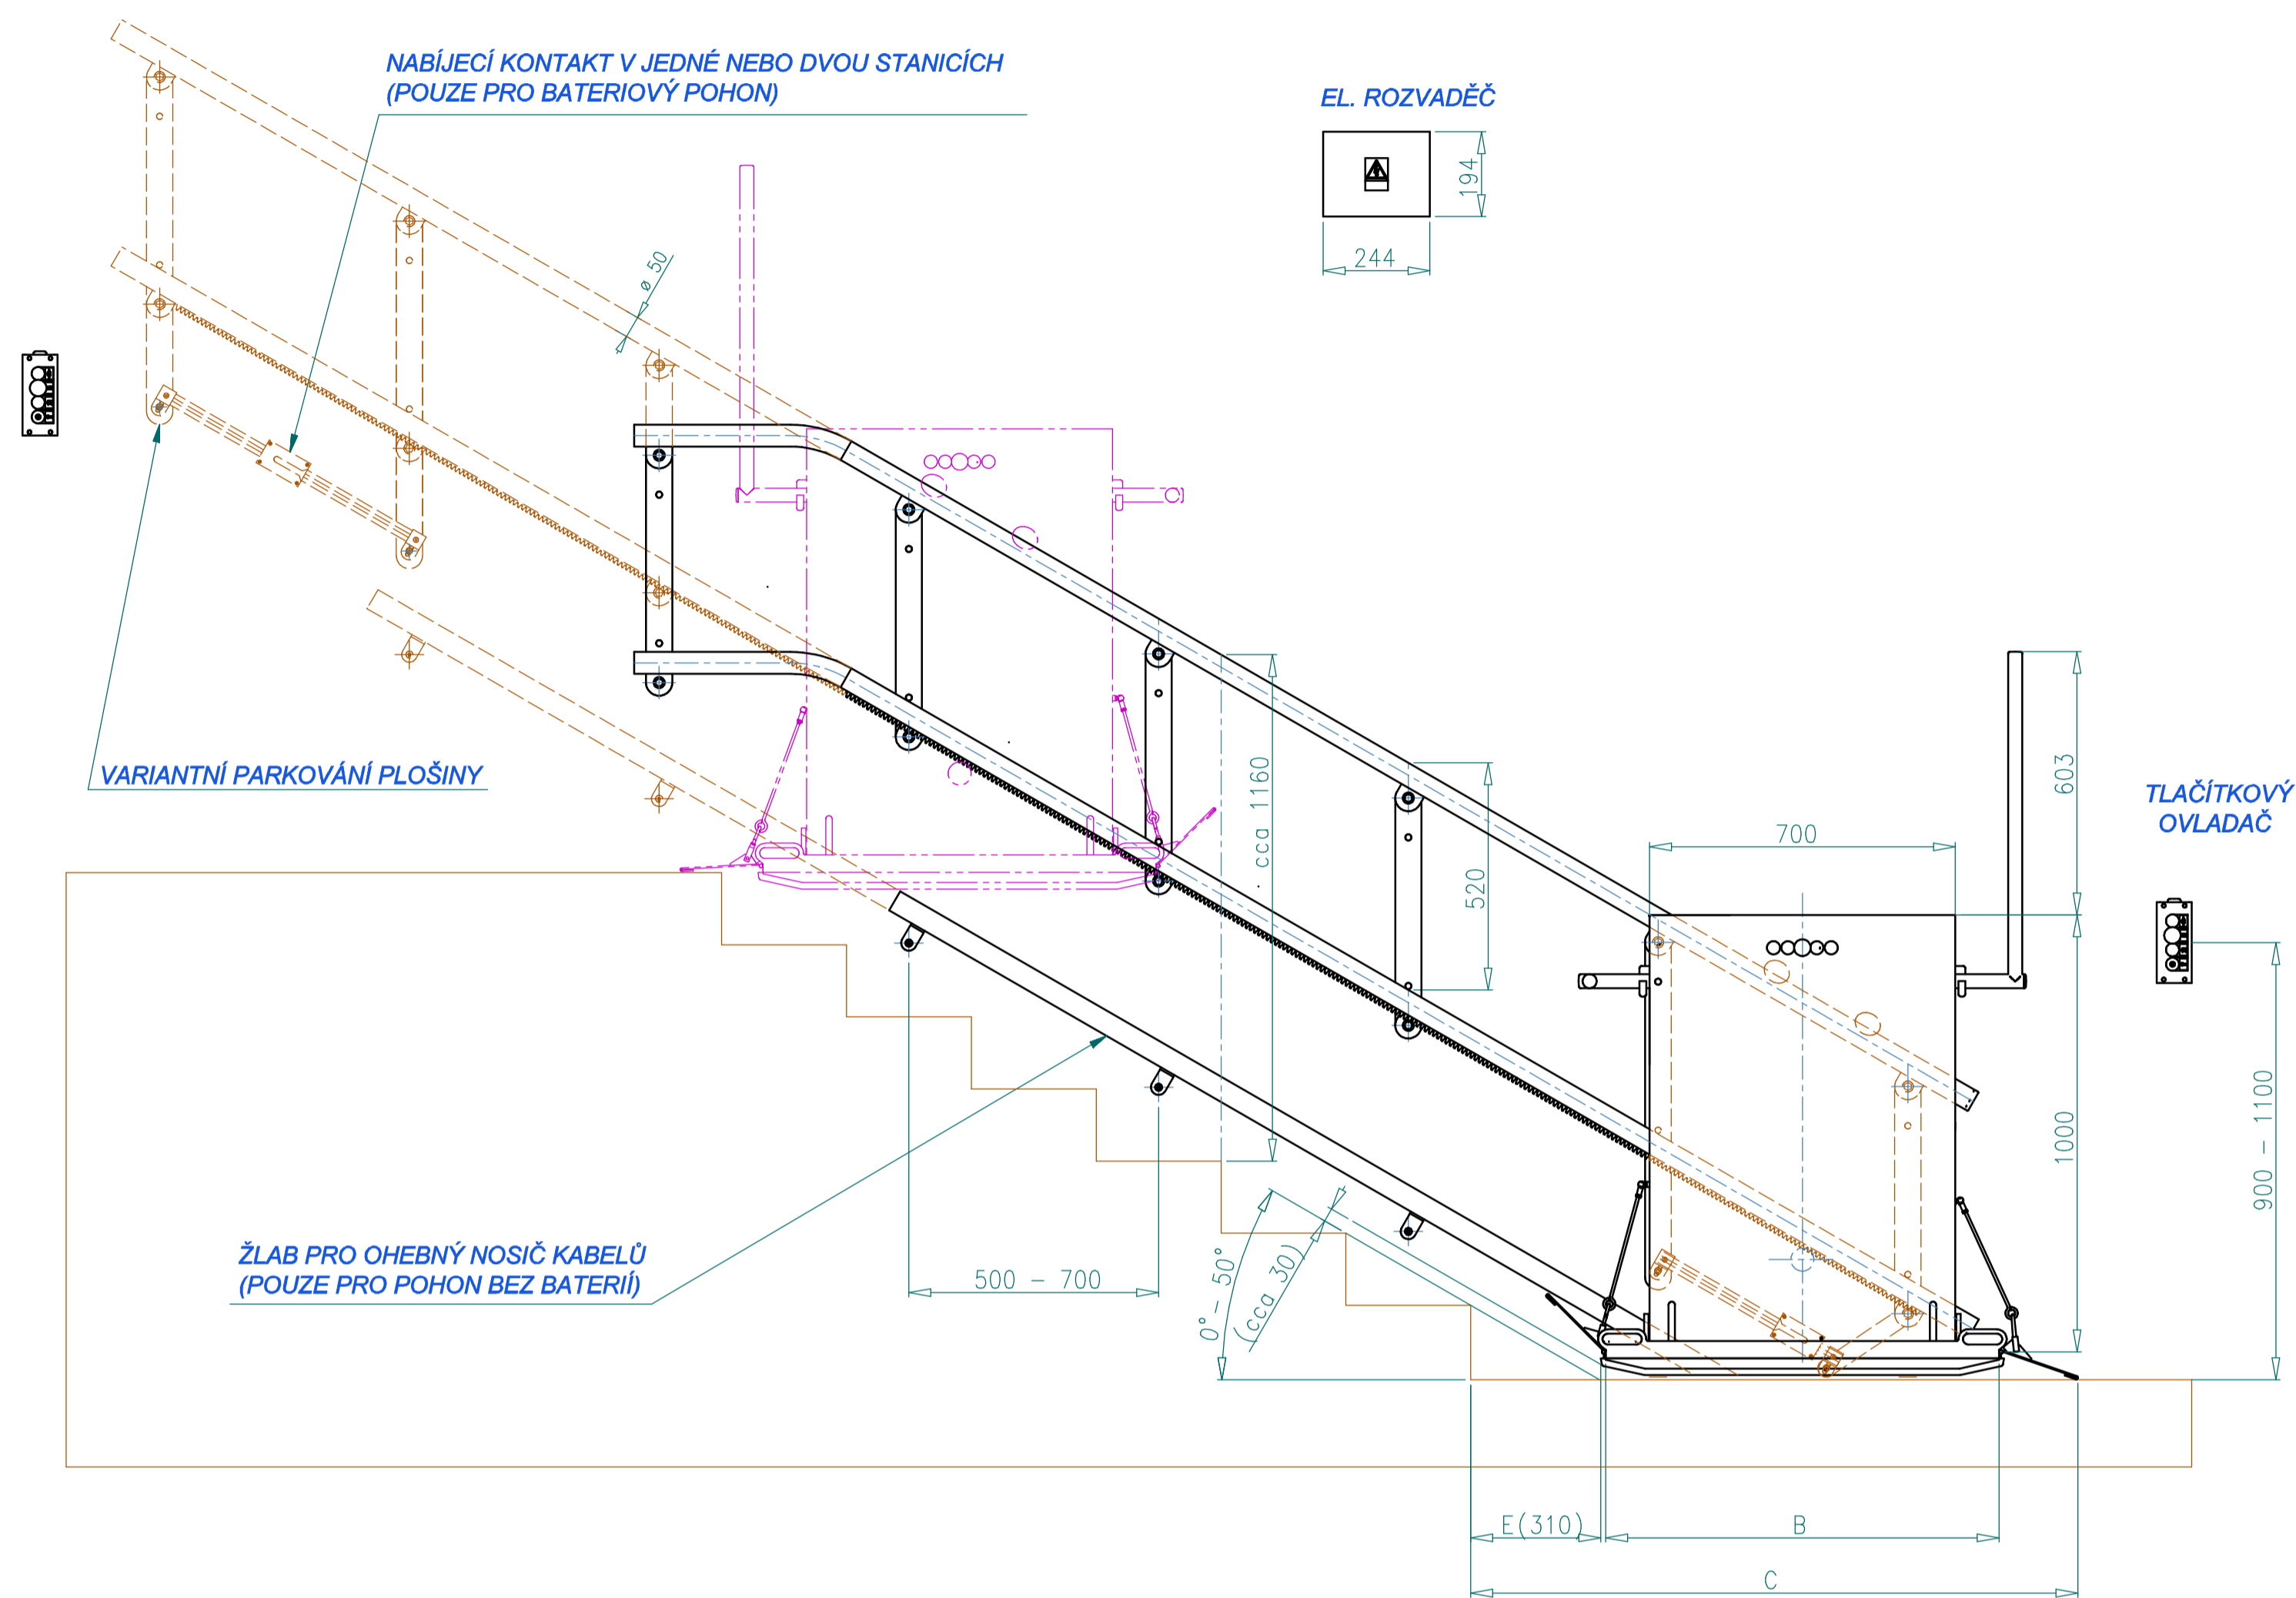 NABÍJECÍ KONTAKT V JEDNÉ NEBO DVOU STANICÍCH
(POUZE PRO BATERIOVÝ POHON)
EL. ROZVADĚČ
194
244
ø 50
VARIANTNÍ PARKOVÁNÍ PLOŠINY
cca 1160
520
603
700
TLAČÍTKOVÝ
OVLADAČ
1000
900 - 1100
ŽLAB PRO OHEBNÝ NOSIČ KABELŮ
(POUZE PRO POHON BEZ BATERIÍ)
500 - 700
0° - 50°
(cca 30)
E(310)
B
C